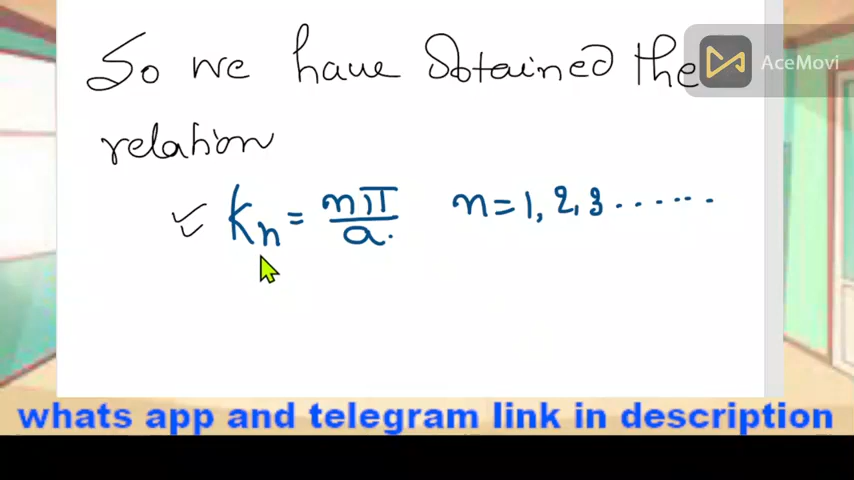 So we have obtained the
AceMovi
relation
Kn = nπ/a. n = 1, 2, 3 .......
whats app and telegram link in description